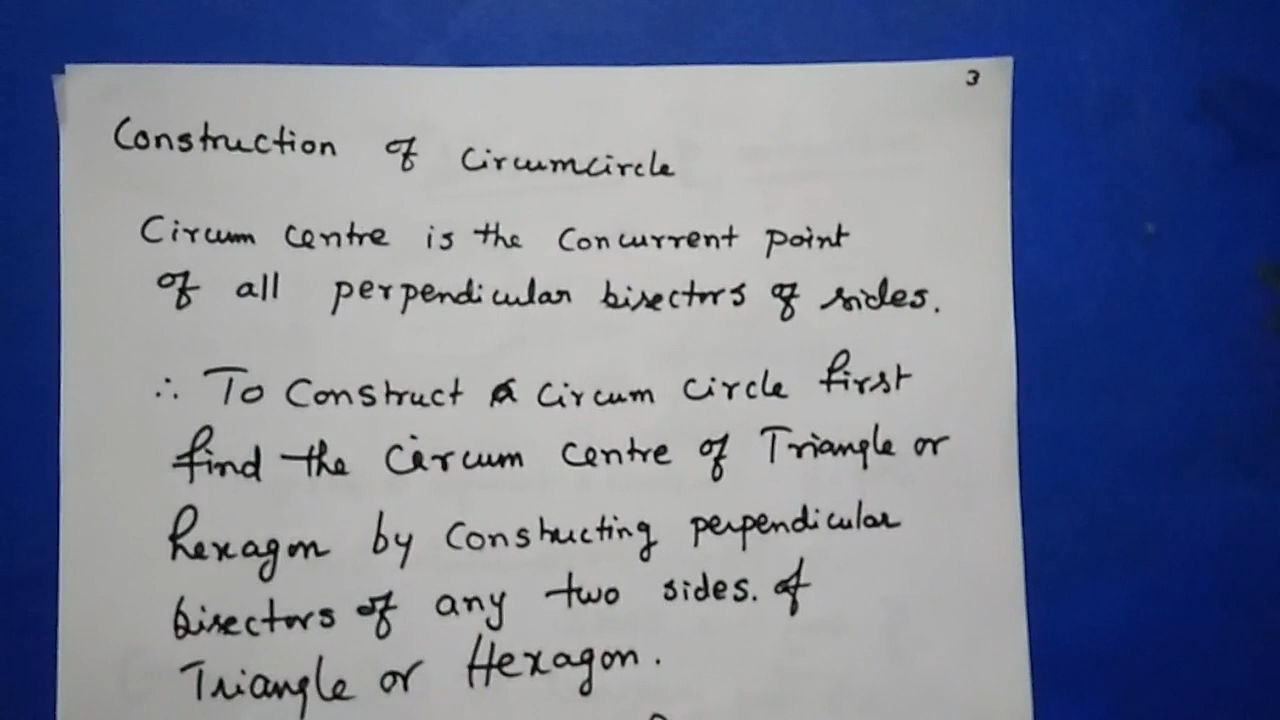 3
Construction of Circumcircle
Circum centre is the concurrent point
of all perpendicular bisectors of sides.
∴ To Construct a circum circle first
find the circum centre of Triangle or
hexagon by constructing perpendicular
bisectors of any two sides. of
Triangle or Hexagon.